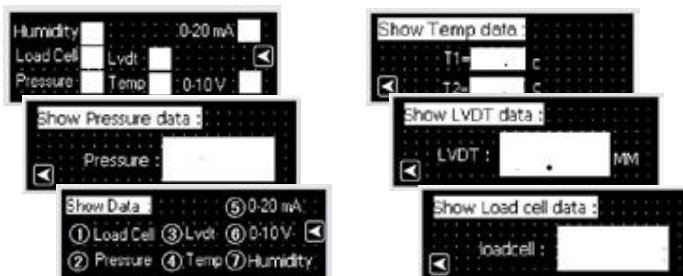 Humidity 0-20 mA
Load Cell Lvdt
Pressure Temp 0-10 V
Show Pressure data :
Pressure :
Show Data :
⑤ 0-20 mA
① Load Cell ③ Lvdt ⑥ 0-10 V
② Pressure ④ Temp ⑦ Humidity
Show Temp data :
T1= . c
T2= . c
Show LVDT data :
LVDT : . MM
Show Load cell data :
loadcell :